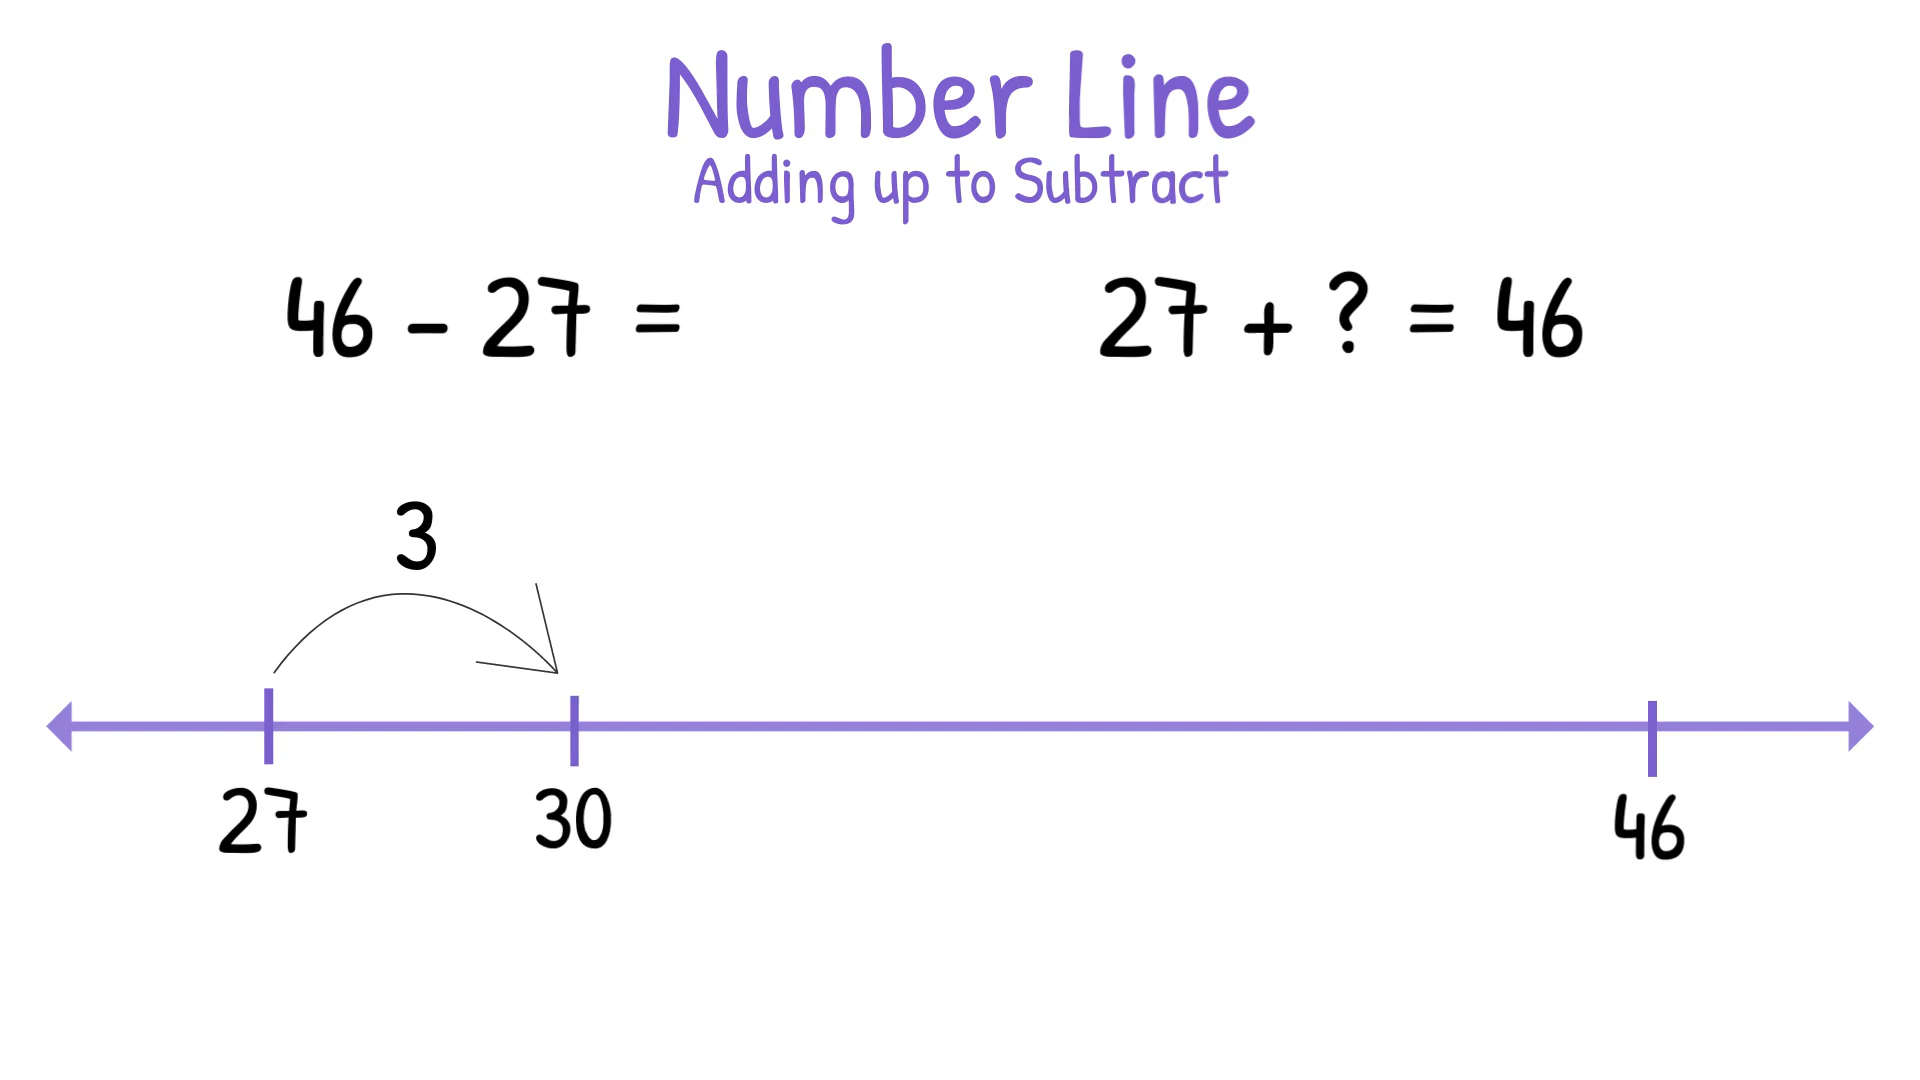 Number Line
Adding up to Subtract
46 - 27 =
27 + ? = 46
3
27
30
46